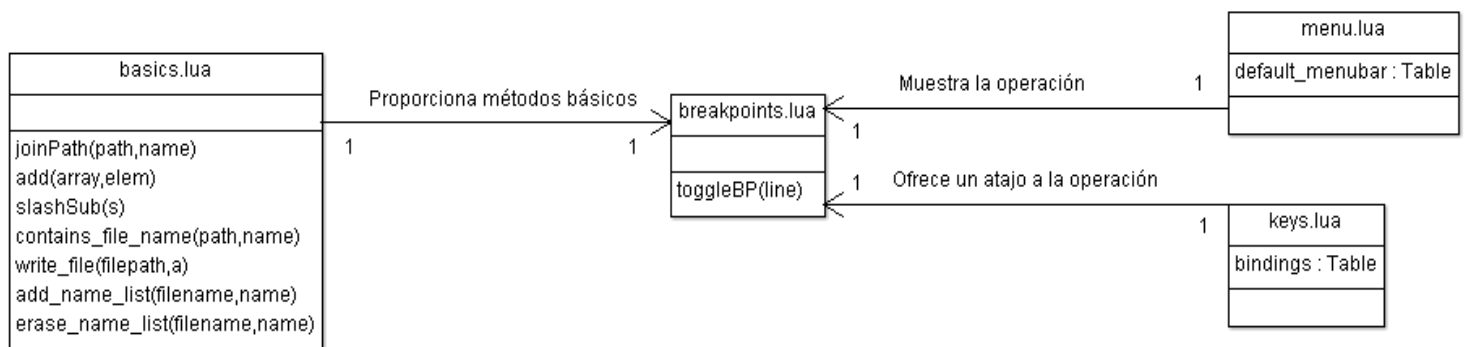 basics.lua
joinPath(path,name)
add(array,elem)
slashSub(s)
contains_file_name(path,name)
write_file(filepath,a)
add_name_list(filename,name)
erase_name_list(filename,name)
Proporciona métodos básicos
1
1
breakpoints.lua
toggleBP(line)
Muestra la operación
1
1
menu.lua
default_menubar : Table
Ofrece un atajo a la operación
1
1
keys.lua
bindings : Table